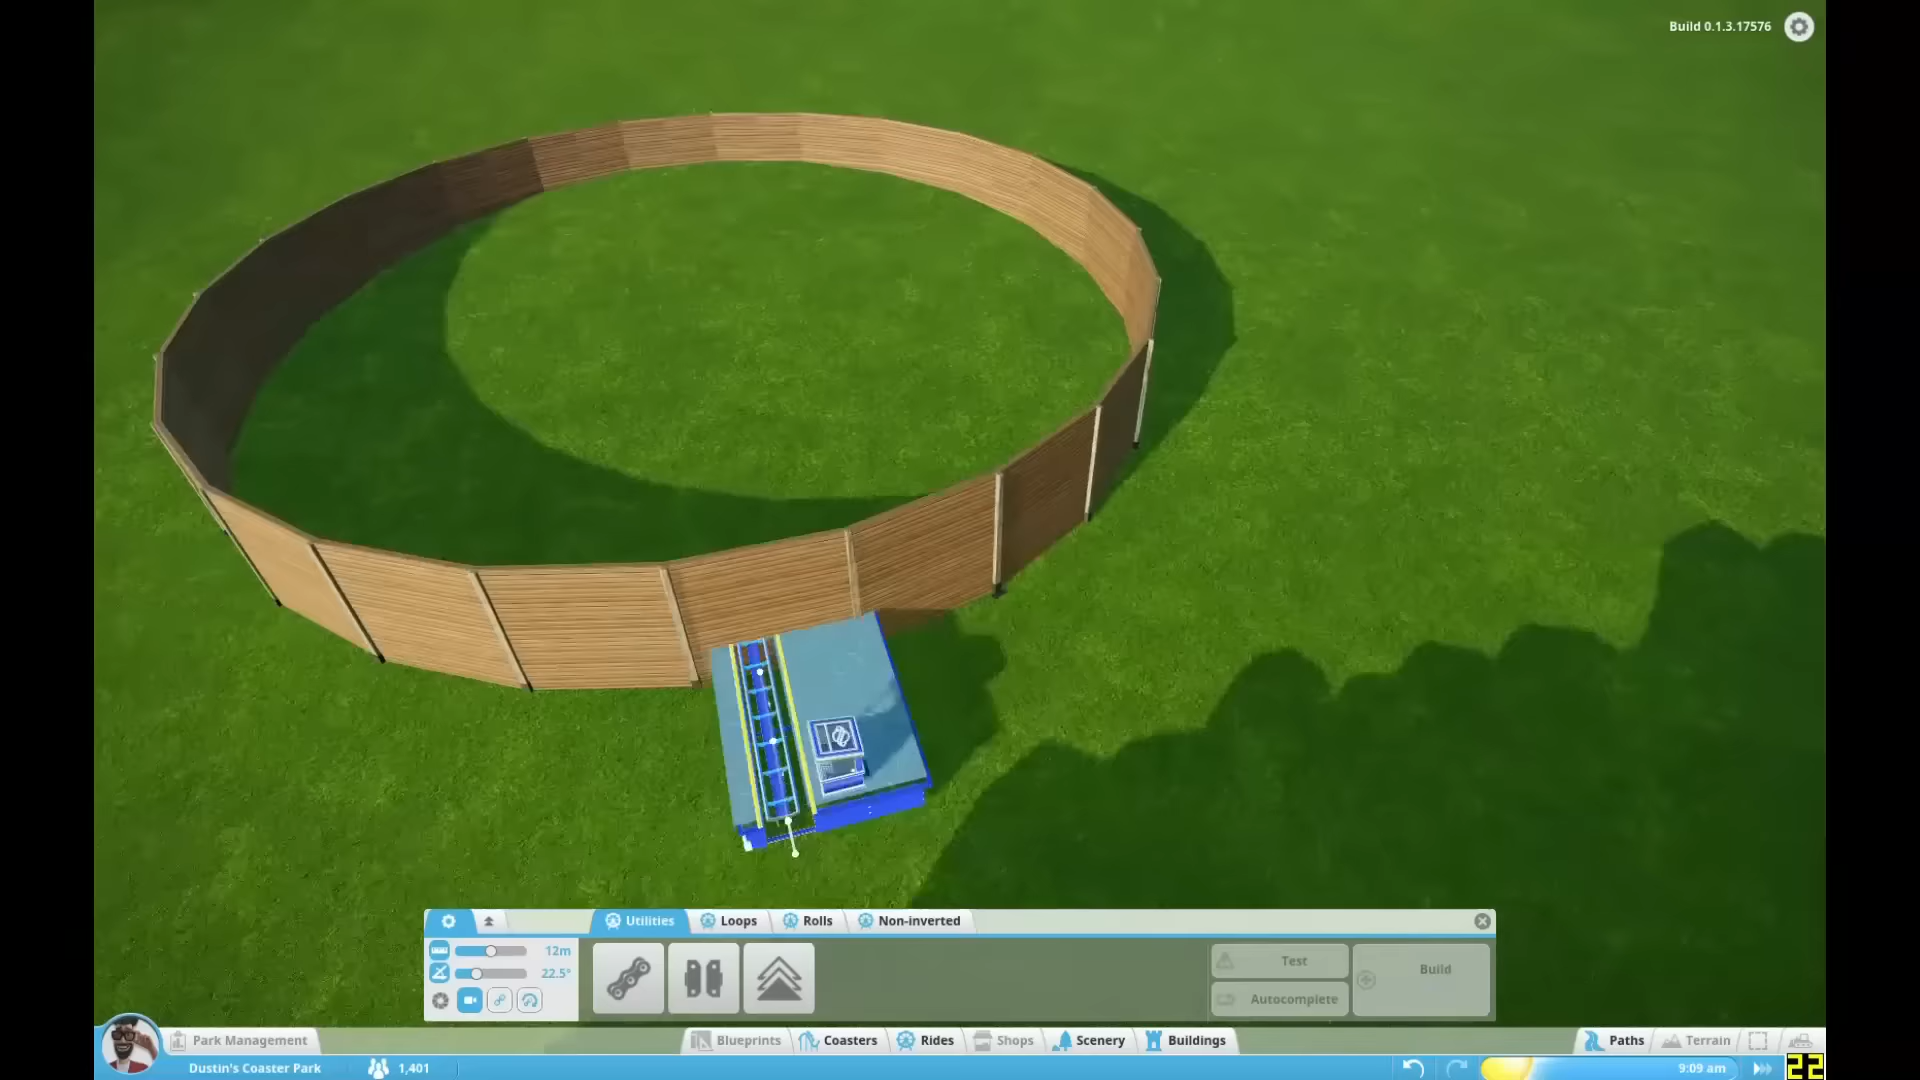 Build 0.1.3.17576
Utilities
Loops
Rolls
Non-inverted
12m
22.5°
Test
Autocomplete
Build
Park Management
Blueprints
Coasters
Rides
Shops
Scenery
Buildings
Paths
Terrain
Dustin's Coaster Park
1,401
9:09 am
22